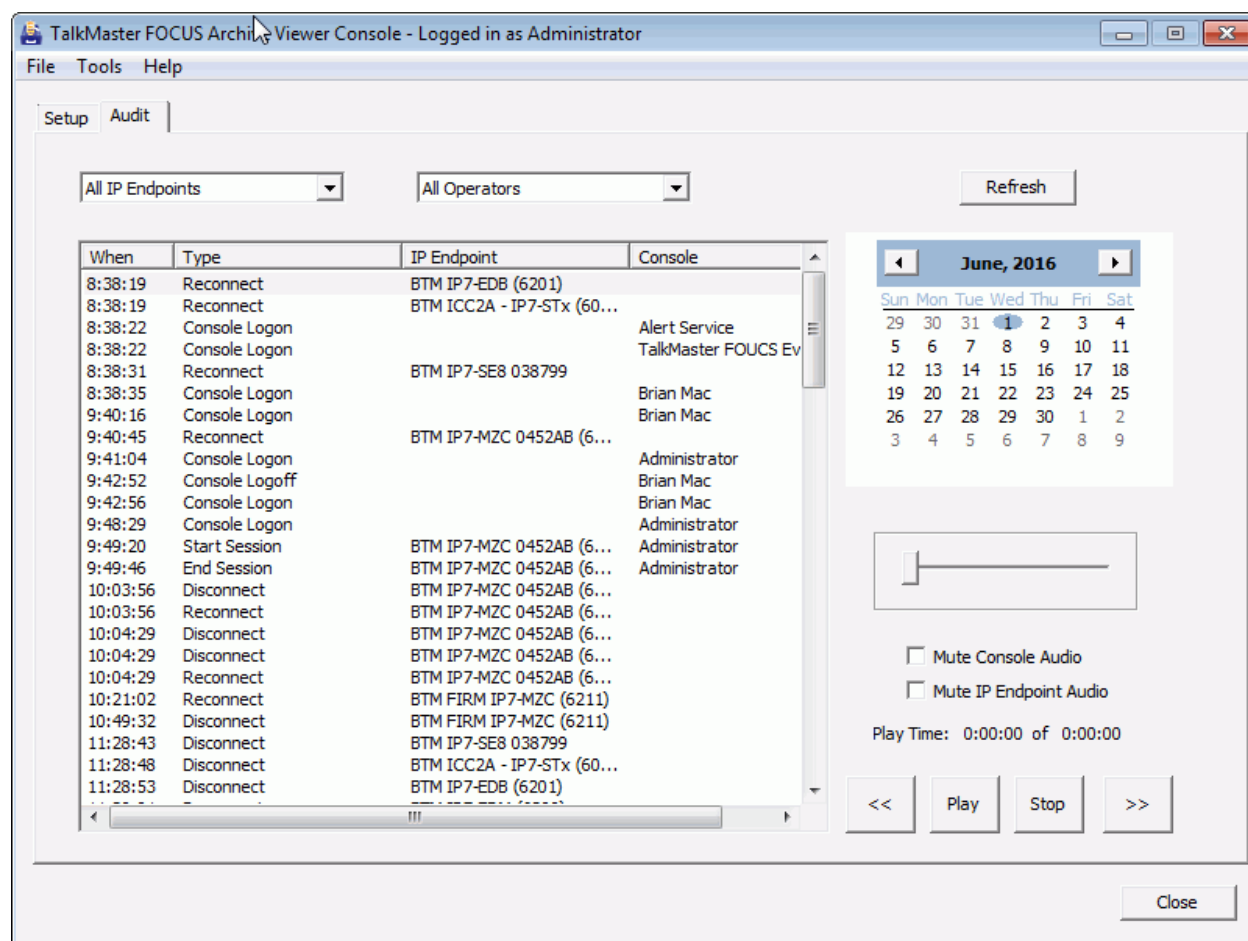 TalkMaster FOCUS Archive Viewer Console - Logged in as Administrator
File Tools Help
Setup Audit
All IP Endpoints All Operators Refresh
When Type IP Endpoint Console
8:38:19 Reconnect BTM IP7-EDB (6201)
8:38:19 Reconnect BTM ICC2A - IP7-STx (60...
8:38:22 Console Logon Alert Service
8:38:22 Console Logon TalkMaster FOUCS Ev
8:38:31 Reconnect BTM IP7-SE8 038799
8:38:35 Console Logon Brian Mac
9:40:16 Console Logon Brian Mac
9:40:45 Reconnect BTM IP7-MZC 0452AB (6...
9:41:04 Console Logon Administrator
9:42:52 Console Logoff Brian Mac
9:42:56 Console Logon Brian Mac
9:48:29 Console Logon Administrator
9:49:20 Start Session BTM IP7-MZC 0452AB (6... Administrator
9:49:46 End Session BTM IP7-MZC 0452AB (6... Administrator
10:03:56 Disconnect BTM IP7-MZC 0452AB (6...
10:03:56 Reconnect BTM IP7-MZC 0452AB (6...
10:04:29 Disconnect BTM IP7-MZC 0452AB (6...
10:04:29 Disconnect BTM IP7-MZC 0452AB (6...
10:04:29 Reconnect BTM IP7-MZC 0452AB (6...
10:21:02 Reconnect BTM FIRM IP7-MZC (6211)
10:49:32 Disconnect BTM FIRM IP7-MZC (6211)
11:28:43 Disconnect BTM IP7-SE8 038799
11:28:48 Disconnect BTM ICC2A - IP7-STx (60...
11:28:53 Disconnect BTM IP7-EDB (6201)
June, 2016
Sun Mon Tue Wed Thu Fri Sat
29 30 31 1 2 3 4
5 6 7 8 9 10 11
12 13 14 15 16 17 18
19 20 21 22 23 24 25
26 27 28 29 30 1 2
3 4 5 6 7 8 9
Mute Console Audio
Mute IP Endpoint Audio
Play Time: 0:00:00 of 0:00:00
<< Play Stop >>
Close